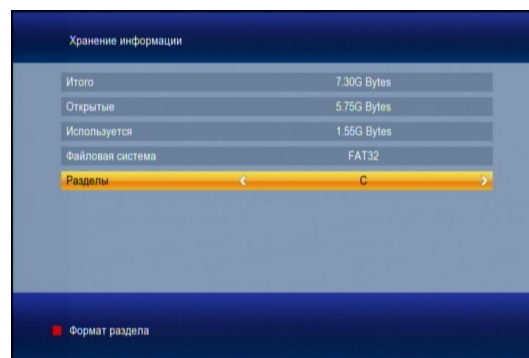 Хранение информации
Итого 7.30G Bytes
Открытые 5.75G Bytes
Используется 1.55G Bytes
Файловая система FAT32
Разделы C
Формат раздела